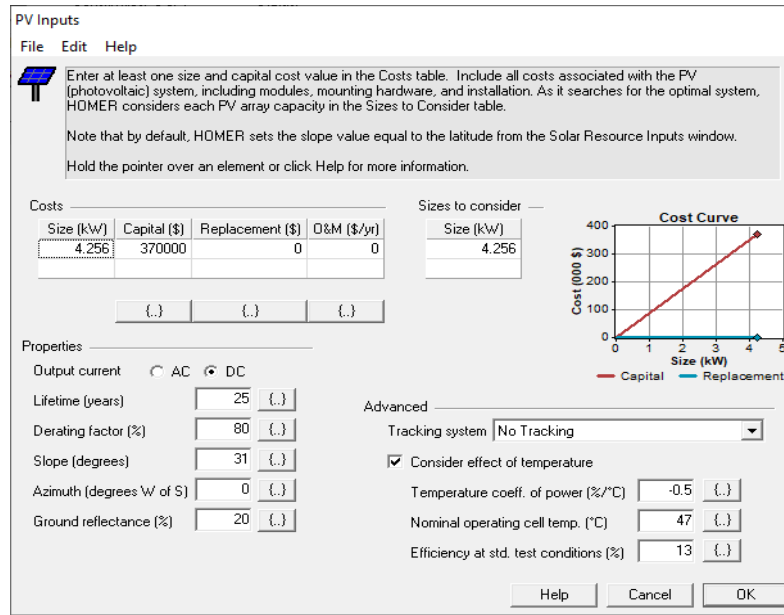 PV Inputs
File Edit Help
Enter at least one size and capital cost value in the Costs table. Include all costs associated with the PV
(photovoltaic) system, including modules, mounting hardware, and installation. As it searches for the optimal system,
HOMER considers each PV array capacity in the Sizes to Consider table.
Note that by default, HOMER sets the slope value equal to the latitude from the Solar Resource Inputs window.
Hold the pointer over an element or click Help for more information.
Costs
Size (kW) Capital ($) Replacement ($) O&M ($/yr)
4.256 370000 0 0
{..} {..} {..}
Sizes to consider
Size (kW)
4.256
Cost Curve
Cost (000 $)
400
300
200
100
0
0 1 2 3 4 5
Size (kW)
Capital Replacement
Properties
Output current AC DC
Lifetime (years) 25 {..}
Derating factor (%) 80 {..}
Slope (degrees) 31 {..}
Azimuth (degrees W of S) 0 {..}
Ground reflectance (%) 20 {..}
Advanced
Tracking system No Tracking
Consider effect of temperature
Temperature coeff. of power (%/°C) -0.5 {..}
Nominal operating cell temp. (°C) 47 {..}
Efficiency at std. test conditions (%) 13 {..}
Help Cancel OK